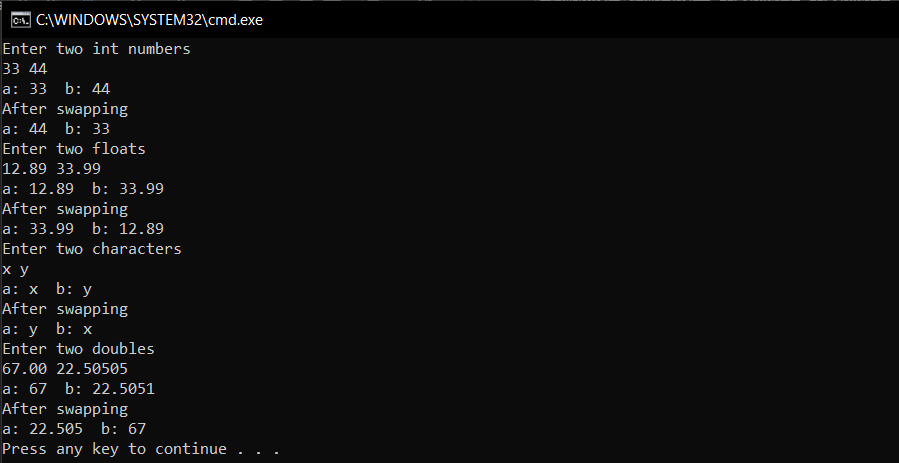 C:\WINDOWS\SYSTEM32\cmd.exe
Enter two int numbers
33 44
a: 33  b: 44
After swapping
a: 44  b: 33
Enter two floats
12.89 33.99
a: 12.89  b: 33.99
After swapping
a: 33.99  b: 12.89
Enter two characters
x y
a: x  b: y
After swapping
a: y  b: x
Enter two doubles
67.00 22.50505
a: 67  b: 22.5051
After swapping
a: 22.505  b: 67
Press any key to continue . . .